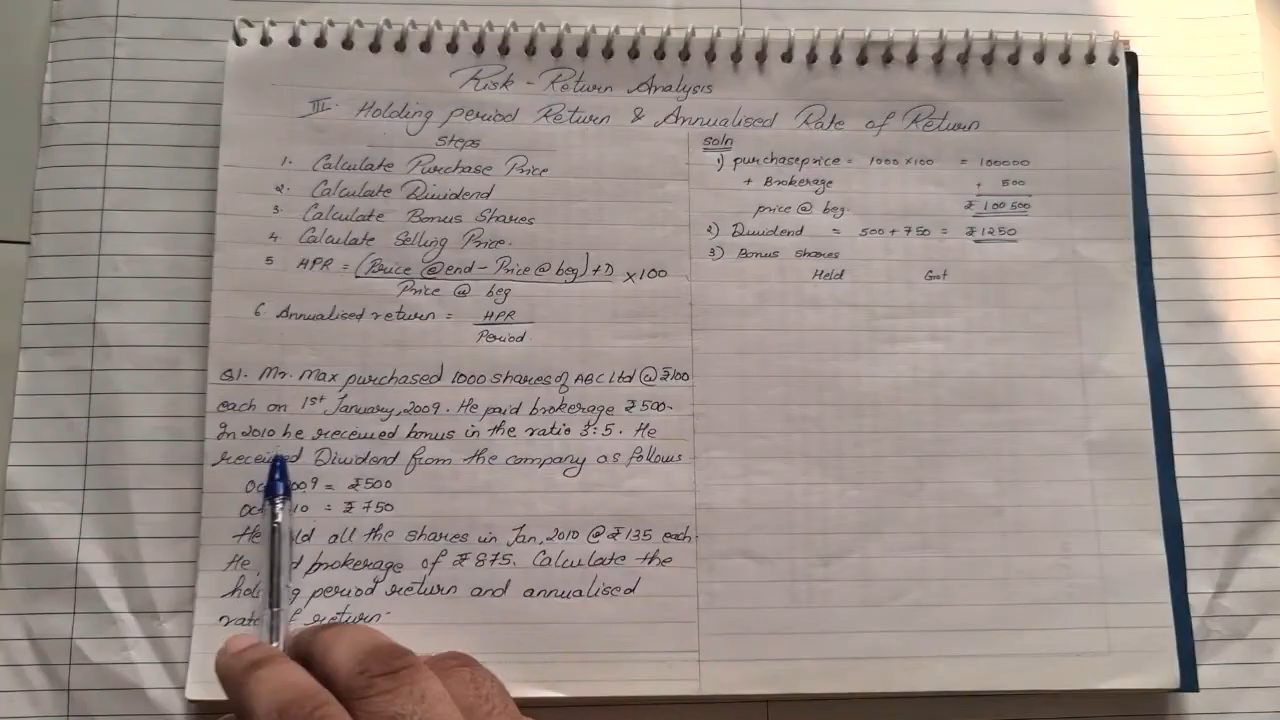 Risk - Return Analysis
III. Holding period Return & Annualised Rate of Return
Steps
1. Calculate Purchase Price
2. Calculate Dividend
3. Calculate Bonus Shares
4. Calculate Selling Price.
5 HPR = (Price @ end - Price @ beg) + D × 100
Price @ beg
6. Annualised return = HPR
Period.
Q1. Mr. Max purchased 1000 shares of ABC Ltd @ ₹100
each on 1st January, 2009. He paid brokerage ₹500.
In 2010 he received bonus in the ratio 3:5. He
received Dividend from the company as follows
= ₹500
= ₹750
He all the shares in Jan, 2010 @ ₹135 each.
He brokerage of ₹875. Calculate the
period return and annualised
return.
Soln
1) purchase price = 1000 × 100 = 100000
+ Brokerage + 500
price @ beg. ₹ 100 500
2) Dividend = 500 + 750 = ₹1250
3) Bonus shares
Held Got